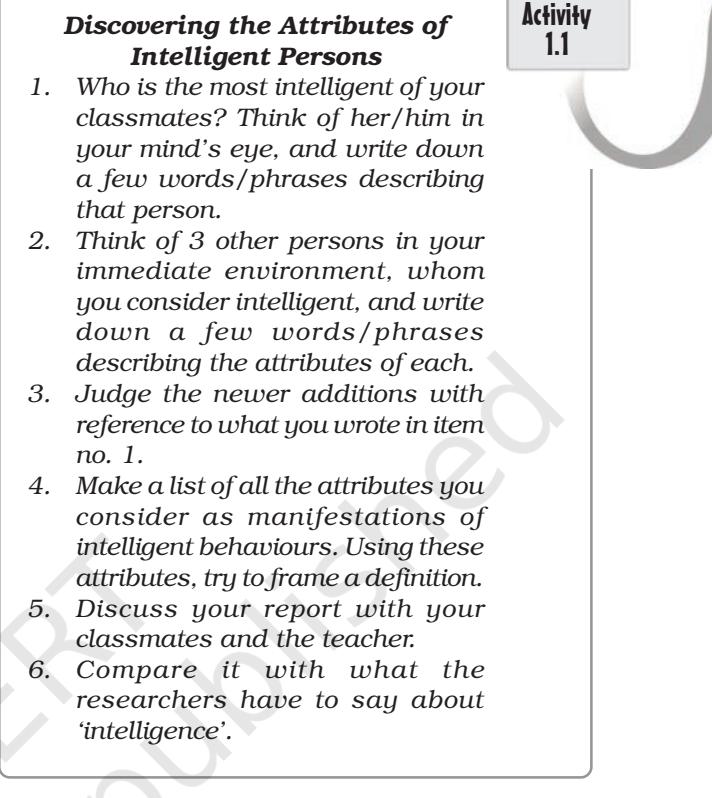 Activity
1.1
Discovering the Attributes of
Intelligent Persons
1. Who is the most intelligent of your
classmates? Think of her/him in
your mind's eye, and write down
a few words/phrases describing
that person.
2. Think of 3 other persons in your
immediate environment, whom
you consider intelligent, and write
down a few words/phrases
describing the attributes of each.
3. Judge the newer additions with
reference to what you wrote in item
no. 1.
4. Make a list of all the attributes you
consider as manifestations of
intelligent behaviours. Using these
attributes, try to frame a definition.
5. Discuss your report with your
classmates and the teacher.
6. Compare it with what the
researchers have to say about
'intelligence'.
ERT
published